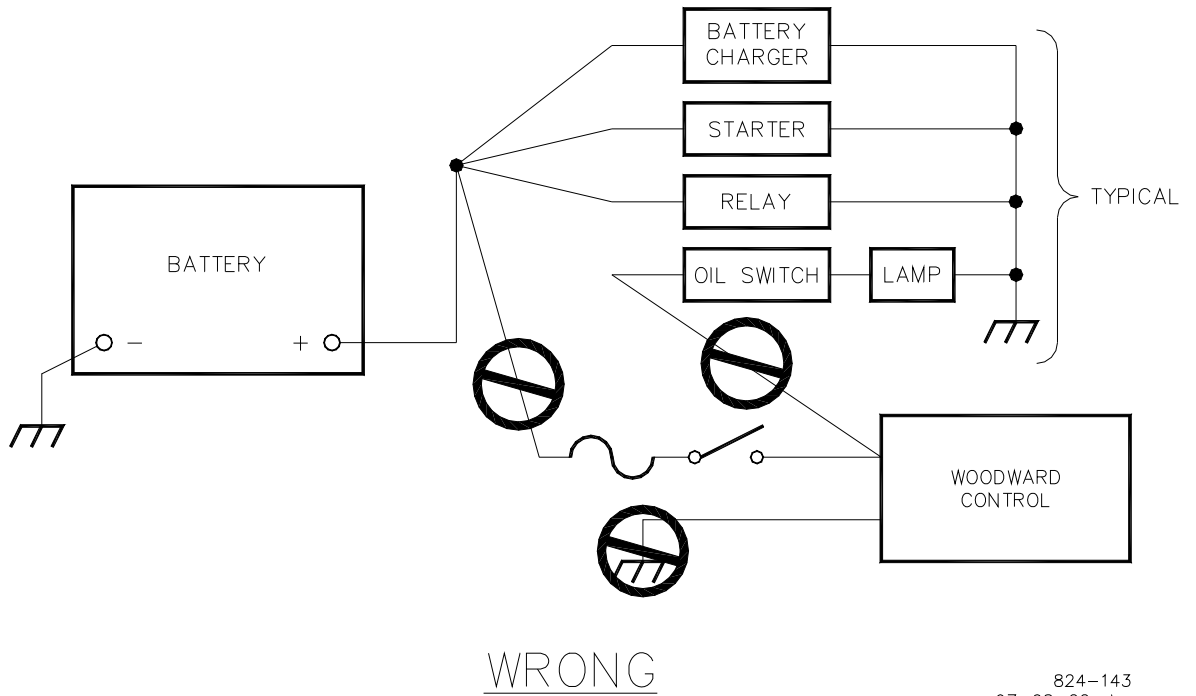 BATTERY
CHARGER
STARTER
TYPICAL
RELAY
BATTERY
OIL SWITCH
LAMP
− +
WOODWARD
CONTROL
WRONG
824−143